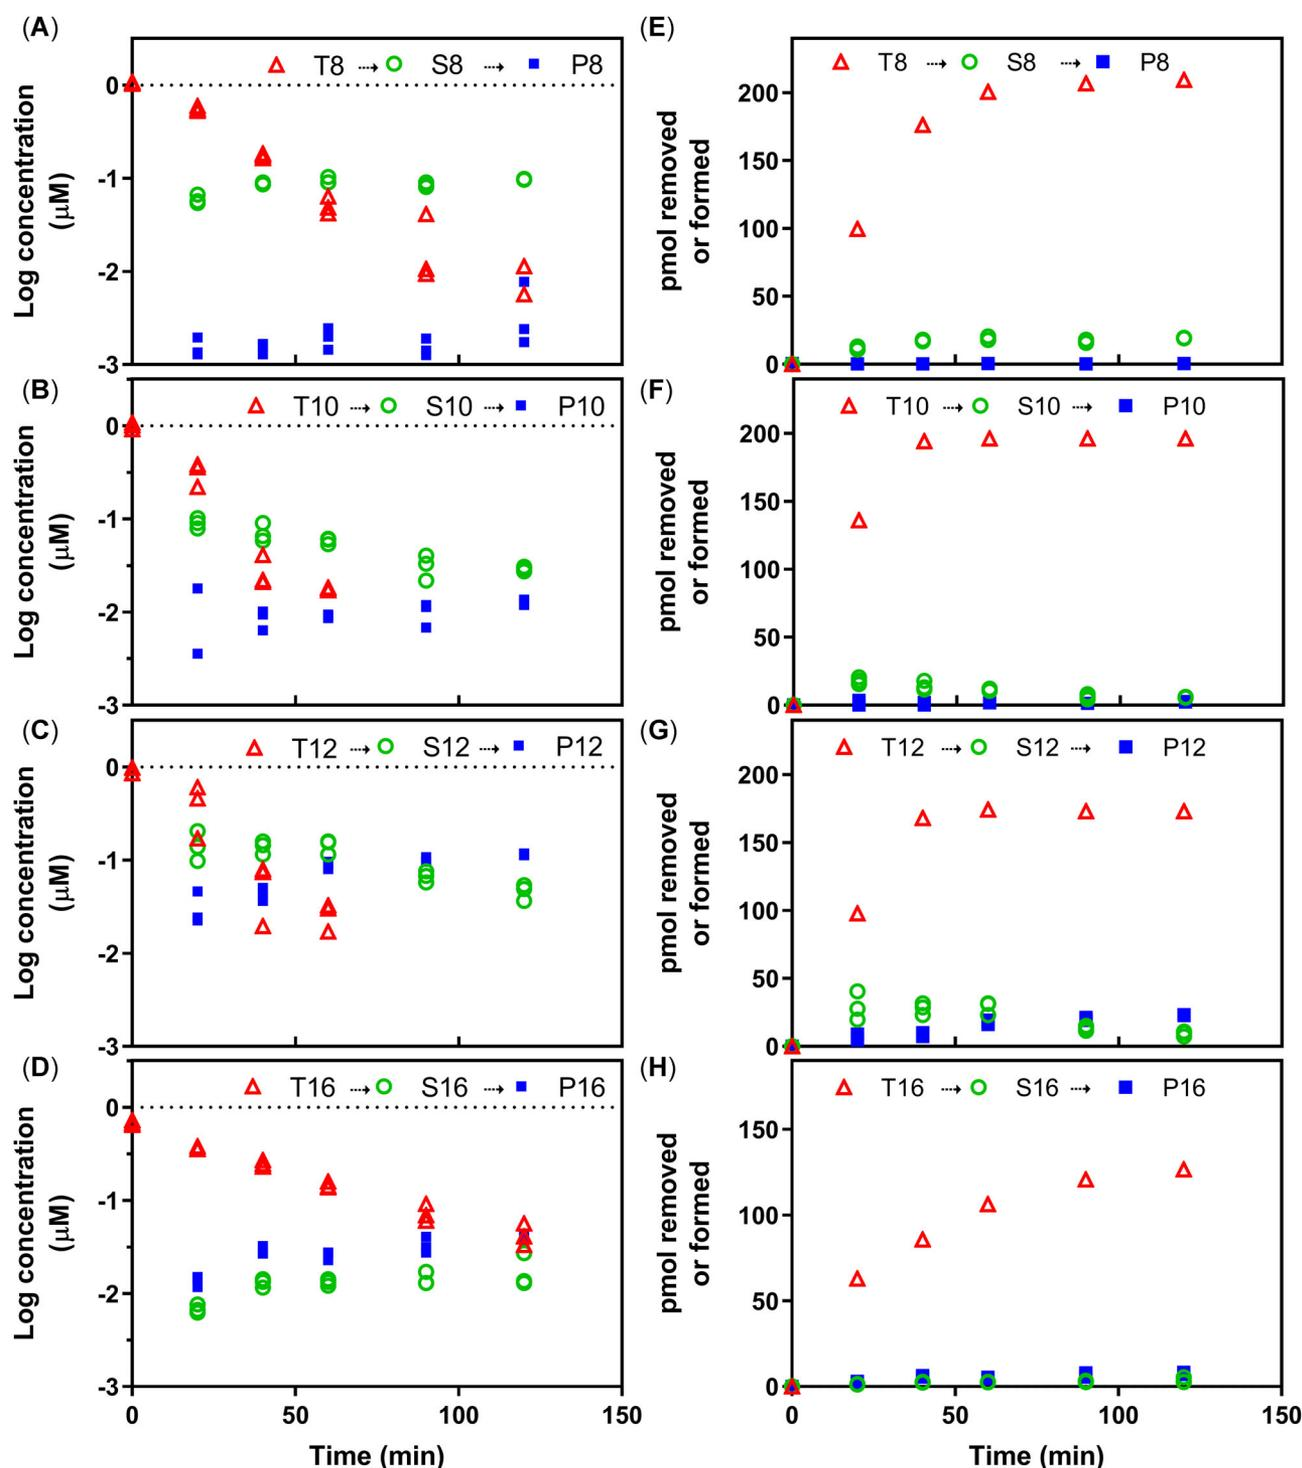 (A)
T8 S8 P8
0
-1
-2
-3
Log concentration
(μM)
(E)
T8 S8 P8
200
150
100
50
0
pmol removed
or formed
(B)
T10 S10 P10
0
-1
-2
-3
Log concentration
(μM)
(F)
T10 S10 P10
200
150
100
50
0
pmol removed
or formed
(C)
T12 S12 P12
0
-1
-2
-3
Log concentration
(μM)
(G)
T12 S12 P12
200
150
100
50
0
pmol removed
or formed
(D)
T16 S16 P16
0
-1
-2
-3
Log concentration
(μM)
0 50 100 150
Time (min)
(H)
T16 S16 P16
150
100
50
0
pmol removed
or formed
0 50 100 150
Time (min)